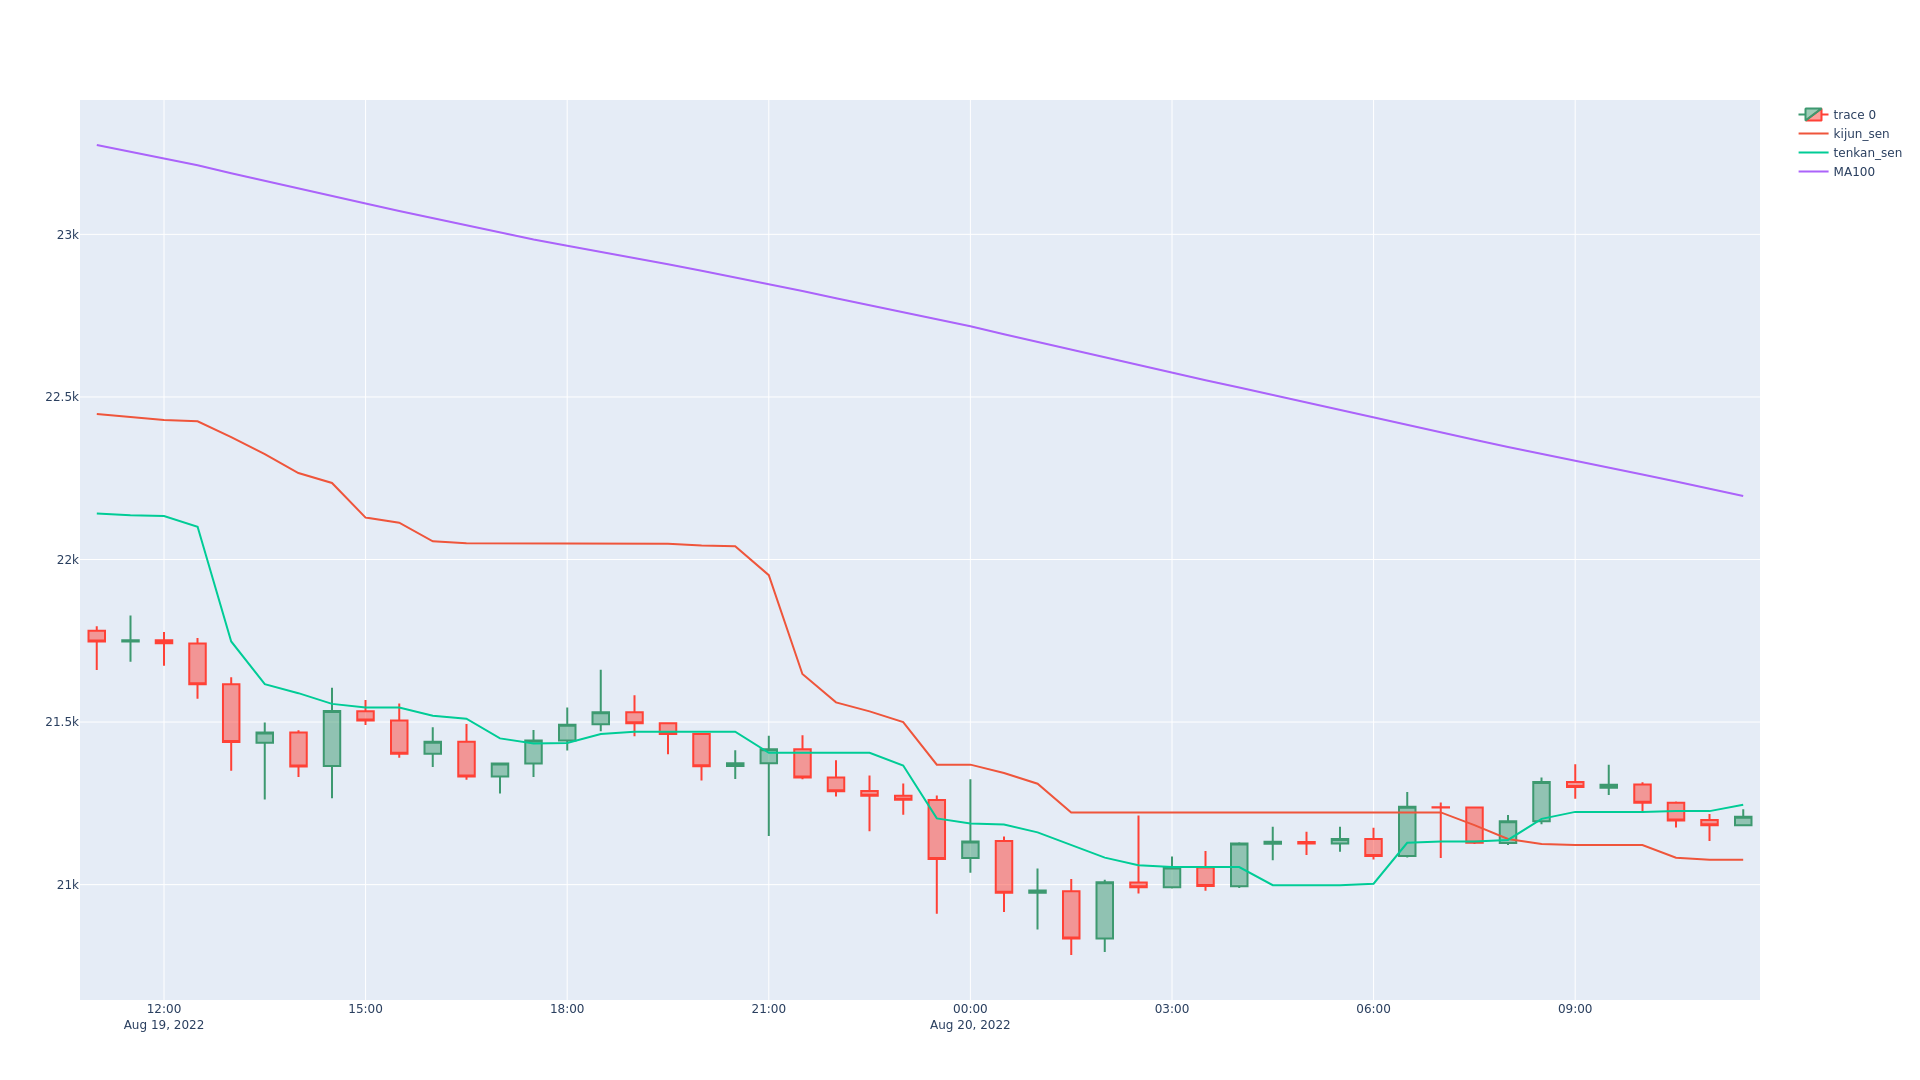 trace 0
kijun_sen
tenkan_sen
MA100
23k
22.5k
22k
21.5k
21k
12:00 15:00 18:00 21:00 00:00 03:00 06:00 09:00
Aug 19, 2022 Aug 20, 2022